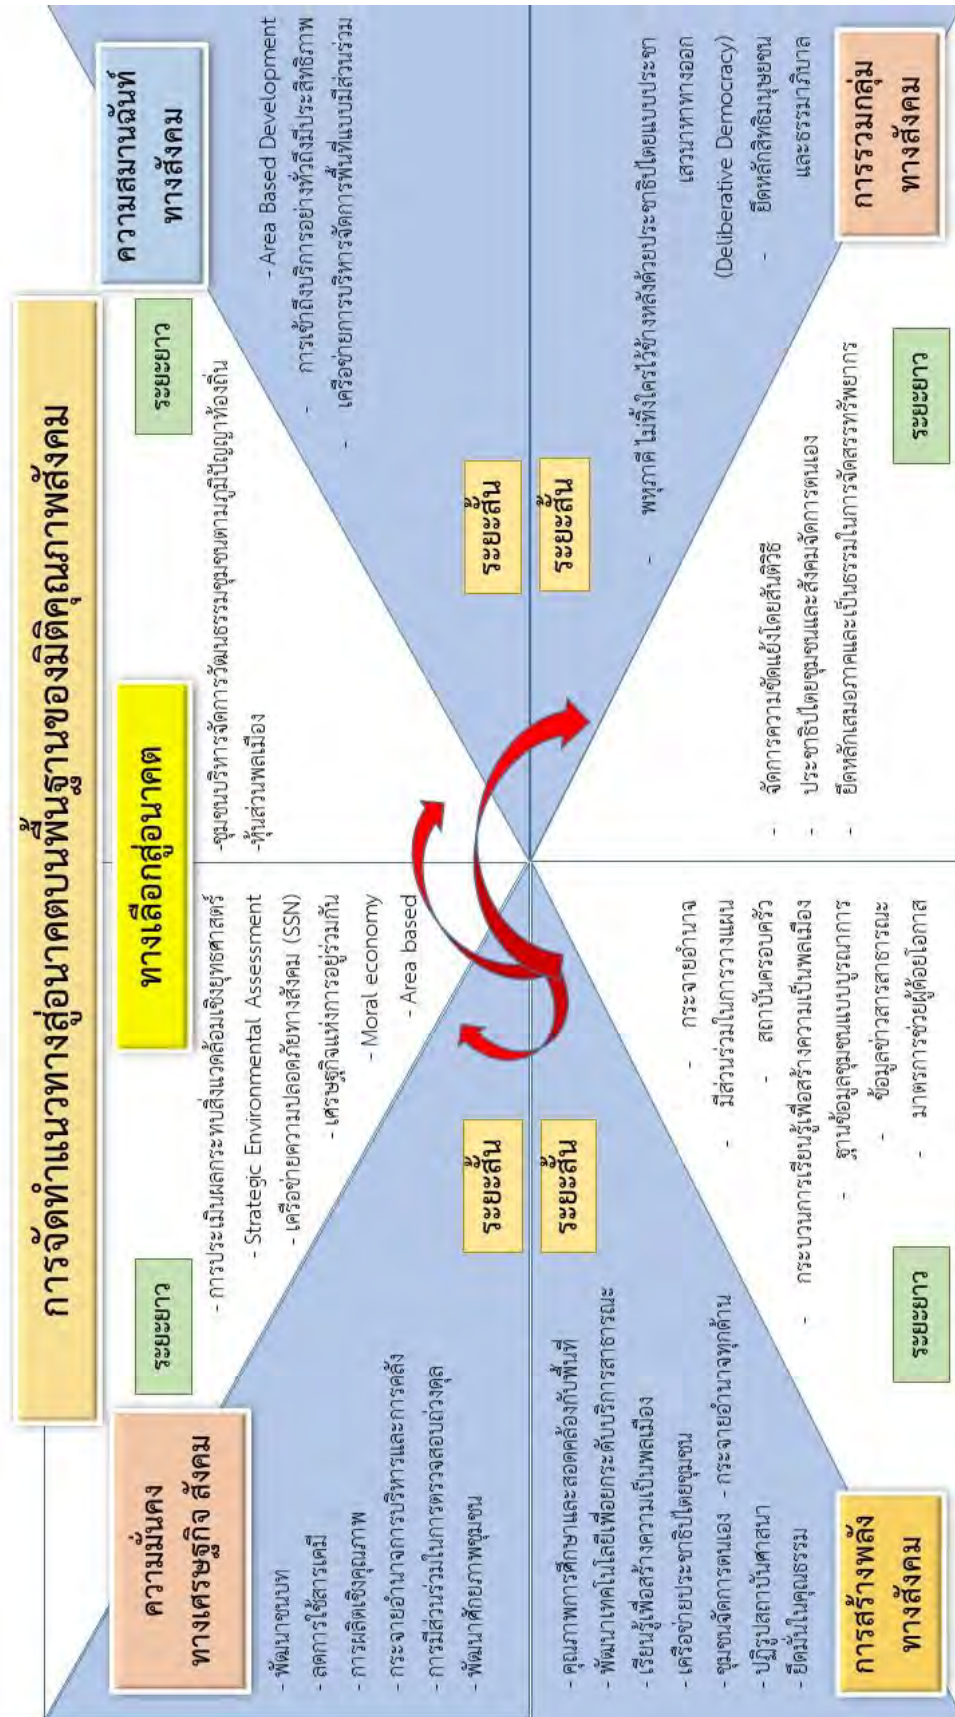 การจัดทำแนวทางสู่อนาคตบนพื้นฐานของมิติคุณภาพสังคม
ทางเลือกสู่อนาคต
ความมั่นคง
ทางเศรษฐกิจ สังคม
ระยะยาว
- การประเมินผลกระทบสิ่งแวดล้อมเชิงยุทธศาสตร์
- Strategic Environmental Assessment
- เครือข่ายความปลอดภัยทางสังคม (SSN)
- เศรษฐกิจแห่งการอยู่ร่วมกัน
- Moral economy
- Area based
- พัฒนาชนบท
- ลดการใช้สารเคมี
- การผลิตเชิงคุณภาพ
- กระจายอำนาจการบริหารและการคลัง
- การมีส่วนร่วมในการตรวจสอบถ่วงดุล
- พัฒนาศักยภาพชุมชน
ระยะสั้น
ความสมานฉันท์
ทางสังคม
ระยะยาว
-ชุมชนบริหารจัดการวัฒนธรรมชุมชนตามภูมิปัญญาท้องถิ่น
-หุ้นส่วนพลเมือง
- Area Based Development
- การเข้าถึงบริการอย่างทั่วถึงมีประสิทธิภาพ
- เครือข่ายการบริหารจัดการพื้นที่แบบมีส่วนร่วม
ระยะสั้น
ระยะสั้น
- คุณภาพการศึกษาและสอดคล้องกับพื้นที่
- พัฒนาเทคโนโลยีเพื่อยกระดับบริการสาธารณะ
- เรียนรู้เพื่อสร้างความเป็นพลเมือง
- เครือข่ายประชาธิปไตยชุมชน
- ชุมชนจัดการตนเอง - กระจายอำนาจทุกด้าน
- ปฏิรูปสถาบันศาสนา
- ยึดมั่นในคุณธรรม
- กระจายอำนาจ
- มีส่วนร่วมในการวางแผน
- สถาบันครอบครัว
- กระบวนการเรียนรู้เพื่อสร้างความเป็นพลเมือง
- ฐานข้อมูลชุมชนแบบบูรณาการ
- ข้อมูลข่าวสารสาธารณะ
- มาตรการช่วยผู้ด้อยโอกาส
ระยะยาว
การสร้างพลัง
ทางสังคม
ระยะสั้น
- พหุภาคี ไม่ทิ้งใครไว้ข้างหลังด้วยประชาธิปไตยแบบประชา
เสวนาหาทางออก
(Deliberative Democracy)
- ยึดหลักสิทธิมนุษยชน
และธรรมาภิบาล
- จัดการความขัดแย้งโดยสันติวิธี
- ประชาธิปไตยชุมชนและสังคมจัดการตนเอง
- ยึดหลักเสมอภาคและเป็นธรรมในการจัดสรรทรัพยากร
ระยะยาว
การรวมกลุ่ม
ทางสังคม